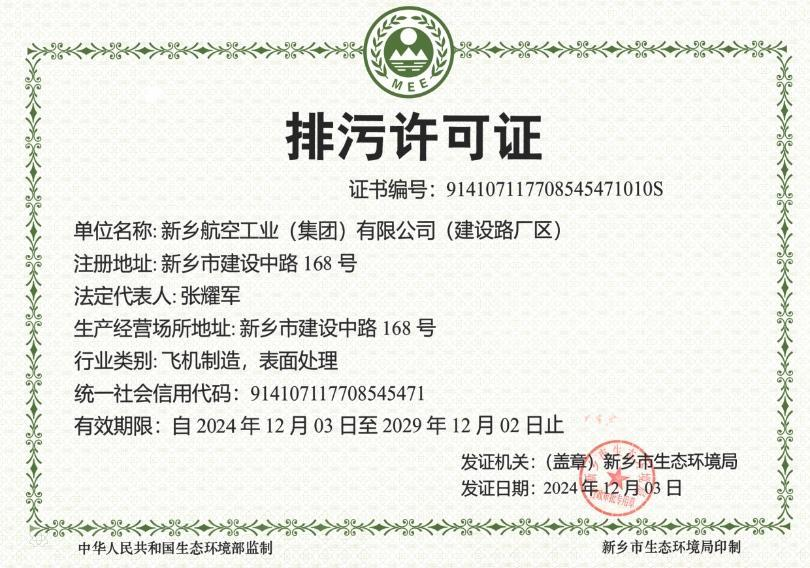 MEE
排污许可证
证书编号：914107117708545471010S
单位名称: 新乡航空工业（集团）有限公司（建设路厂区）
注册地址: 新乡市建设中路 168 号
法定代表人: 张耀军
生产经营场所地址: 新乡市建设中路 168 号
行业类别: 飞机制造，表面处理
统一社会信用代码：914107117708545471
有效期限：自 2024 年 12 月 03 日至 2029 年 12 月 02 日止
发证机关：（盖章）新乡市生态环境局
发证日期：2024 年 12 月 03 日
中华人民共和国生态环境部监制
新乡市生态环境局印制